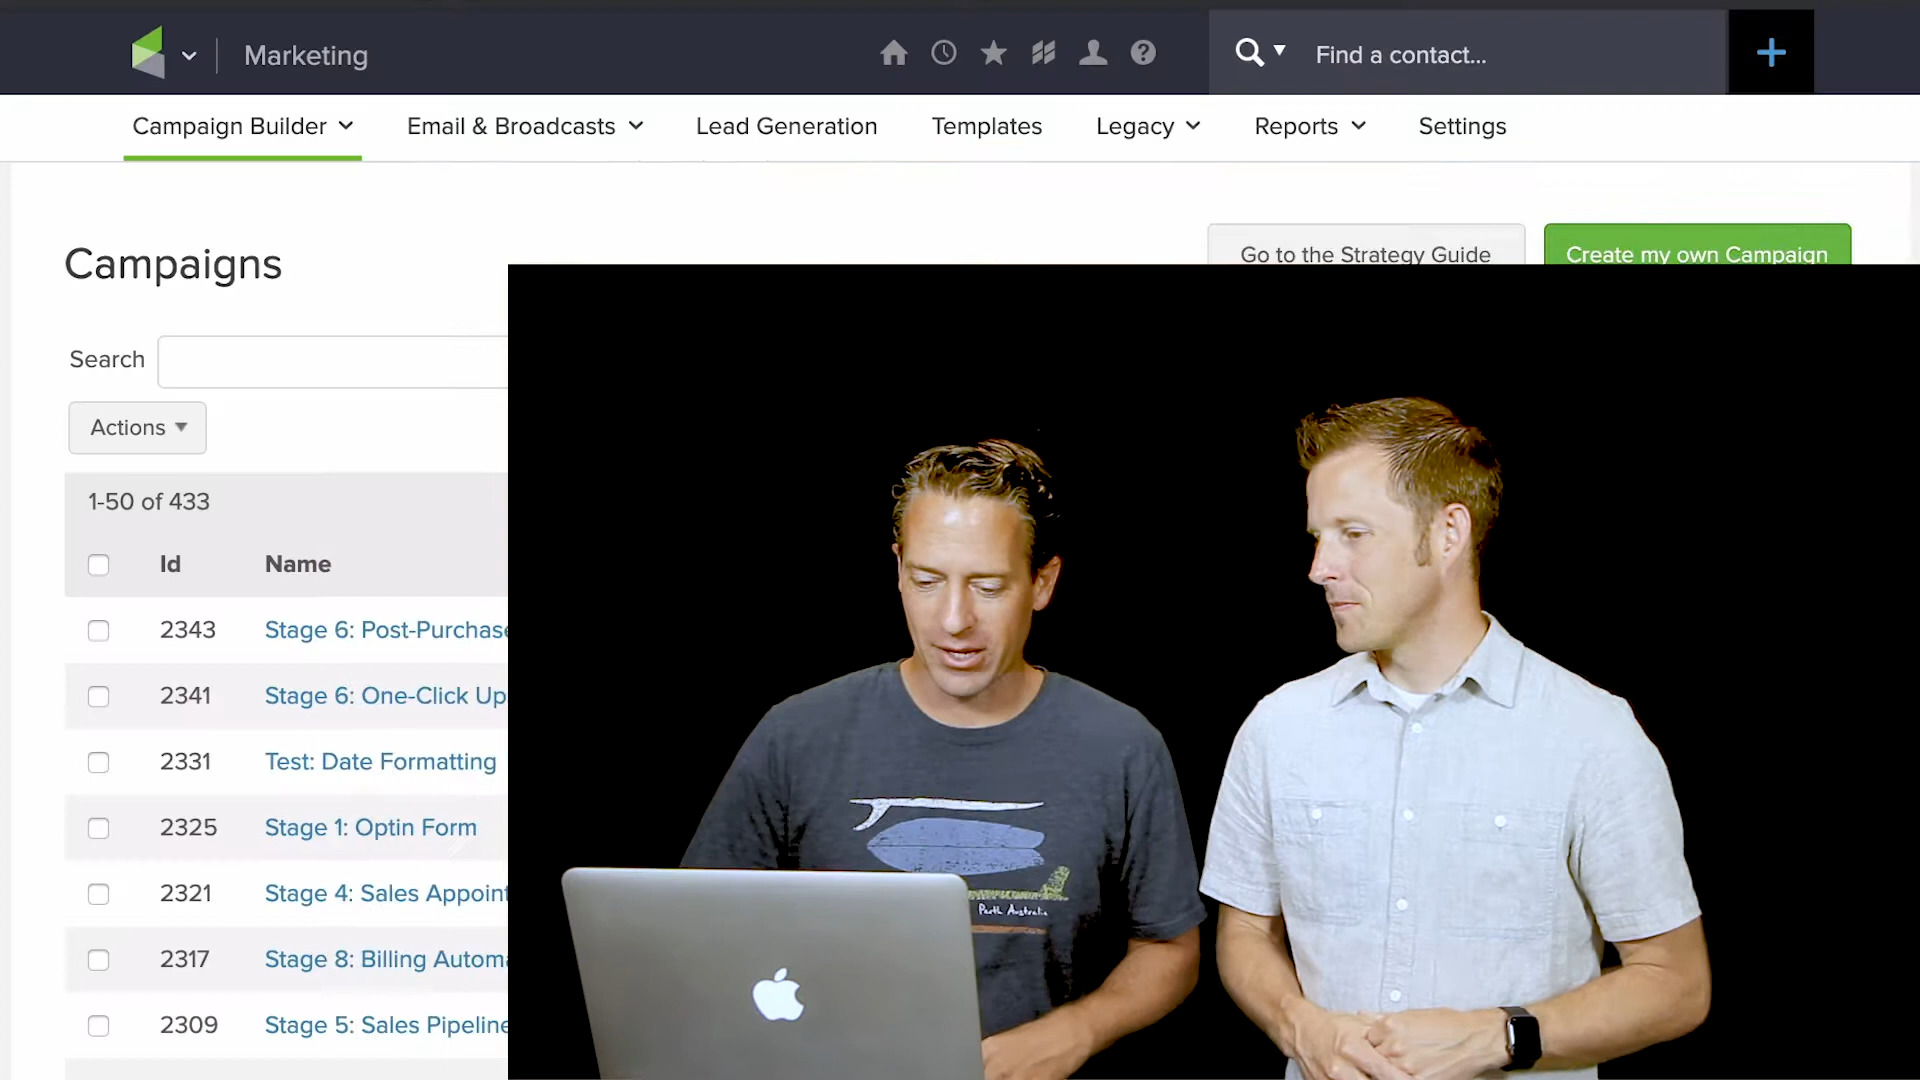 Marketing
Find a contact...
Campaign Builder
Email & Broadcasts
Lead Generation
Templates
Legacy
Reports
Settings
Campaigns
Go to the Strategy Guide
Create my own Campaign
Search
Actions
1-50 of 433
Id Name
2343 Stage 6: Post-Purchase
2341 Stage 6: One-Click Up
2331 Test: Date Formatting
2325 Stage 1: Optin Form
2321 Stage 4: Sales Appoint
2317 Stage 8: Billing Automa
2309 Stage 5: Sales Pipeline
Perth Australia